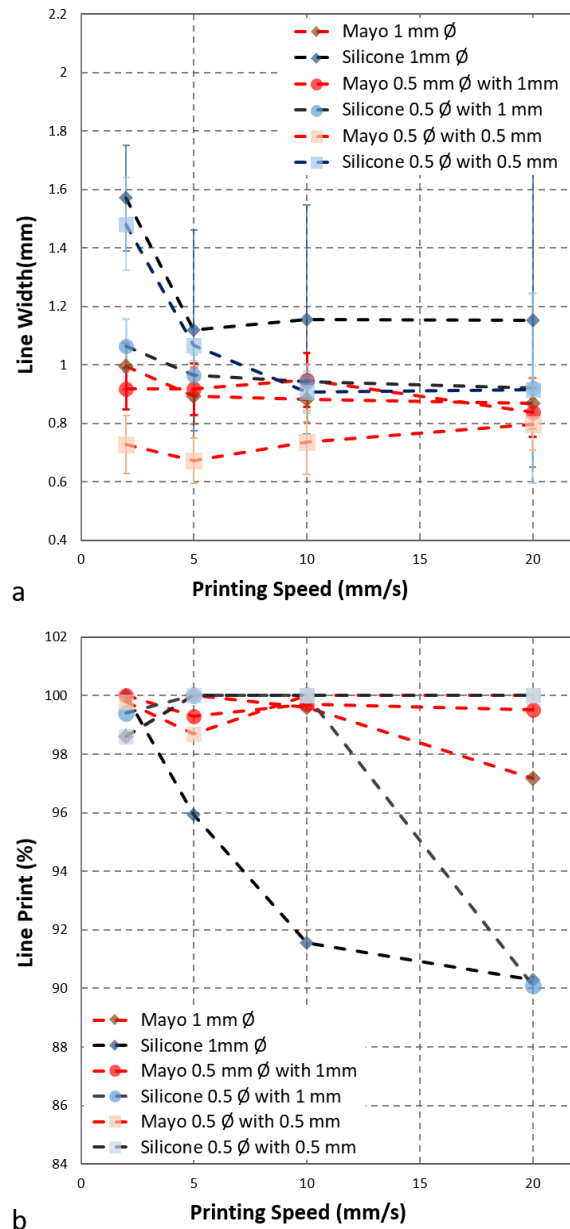 2.2
2
1.8
1.6
1.4
1.2
1
0.8
0.6
0.4
Line Width(mm)
Mayo 1 mm Ø
Silicone 1mm Ø
Mayo 0.5 mm Ø with 1mm
Silicone 0.5 Ø with 1 mm
Mayo 0.5 Ø with 0.5 mm
Silicone 0.5 Ø with 0.5 mm
0 5 10 15 20
Printing Speed (mm/s)
a
102
100
98
96
94
92
90
88
86
84
Line Print (%)
Mayo 1 mm Ø
Silicone 1mm Ø
Mayo 0.5 mm Ø with 1mm
Silicone 0.5 Ø with 1 mm
Mayo 0.5 Ø with 0.5 mm
Silicone 0.5 Ø with 0.5 mm
0 5 10 15 20
Printing Speed (mm/s)
b